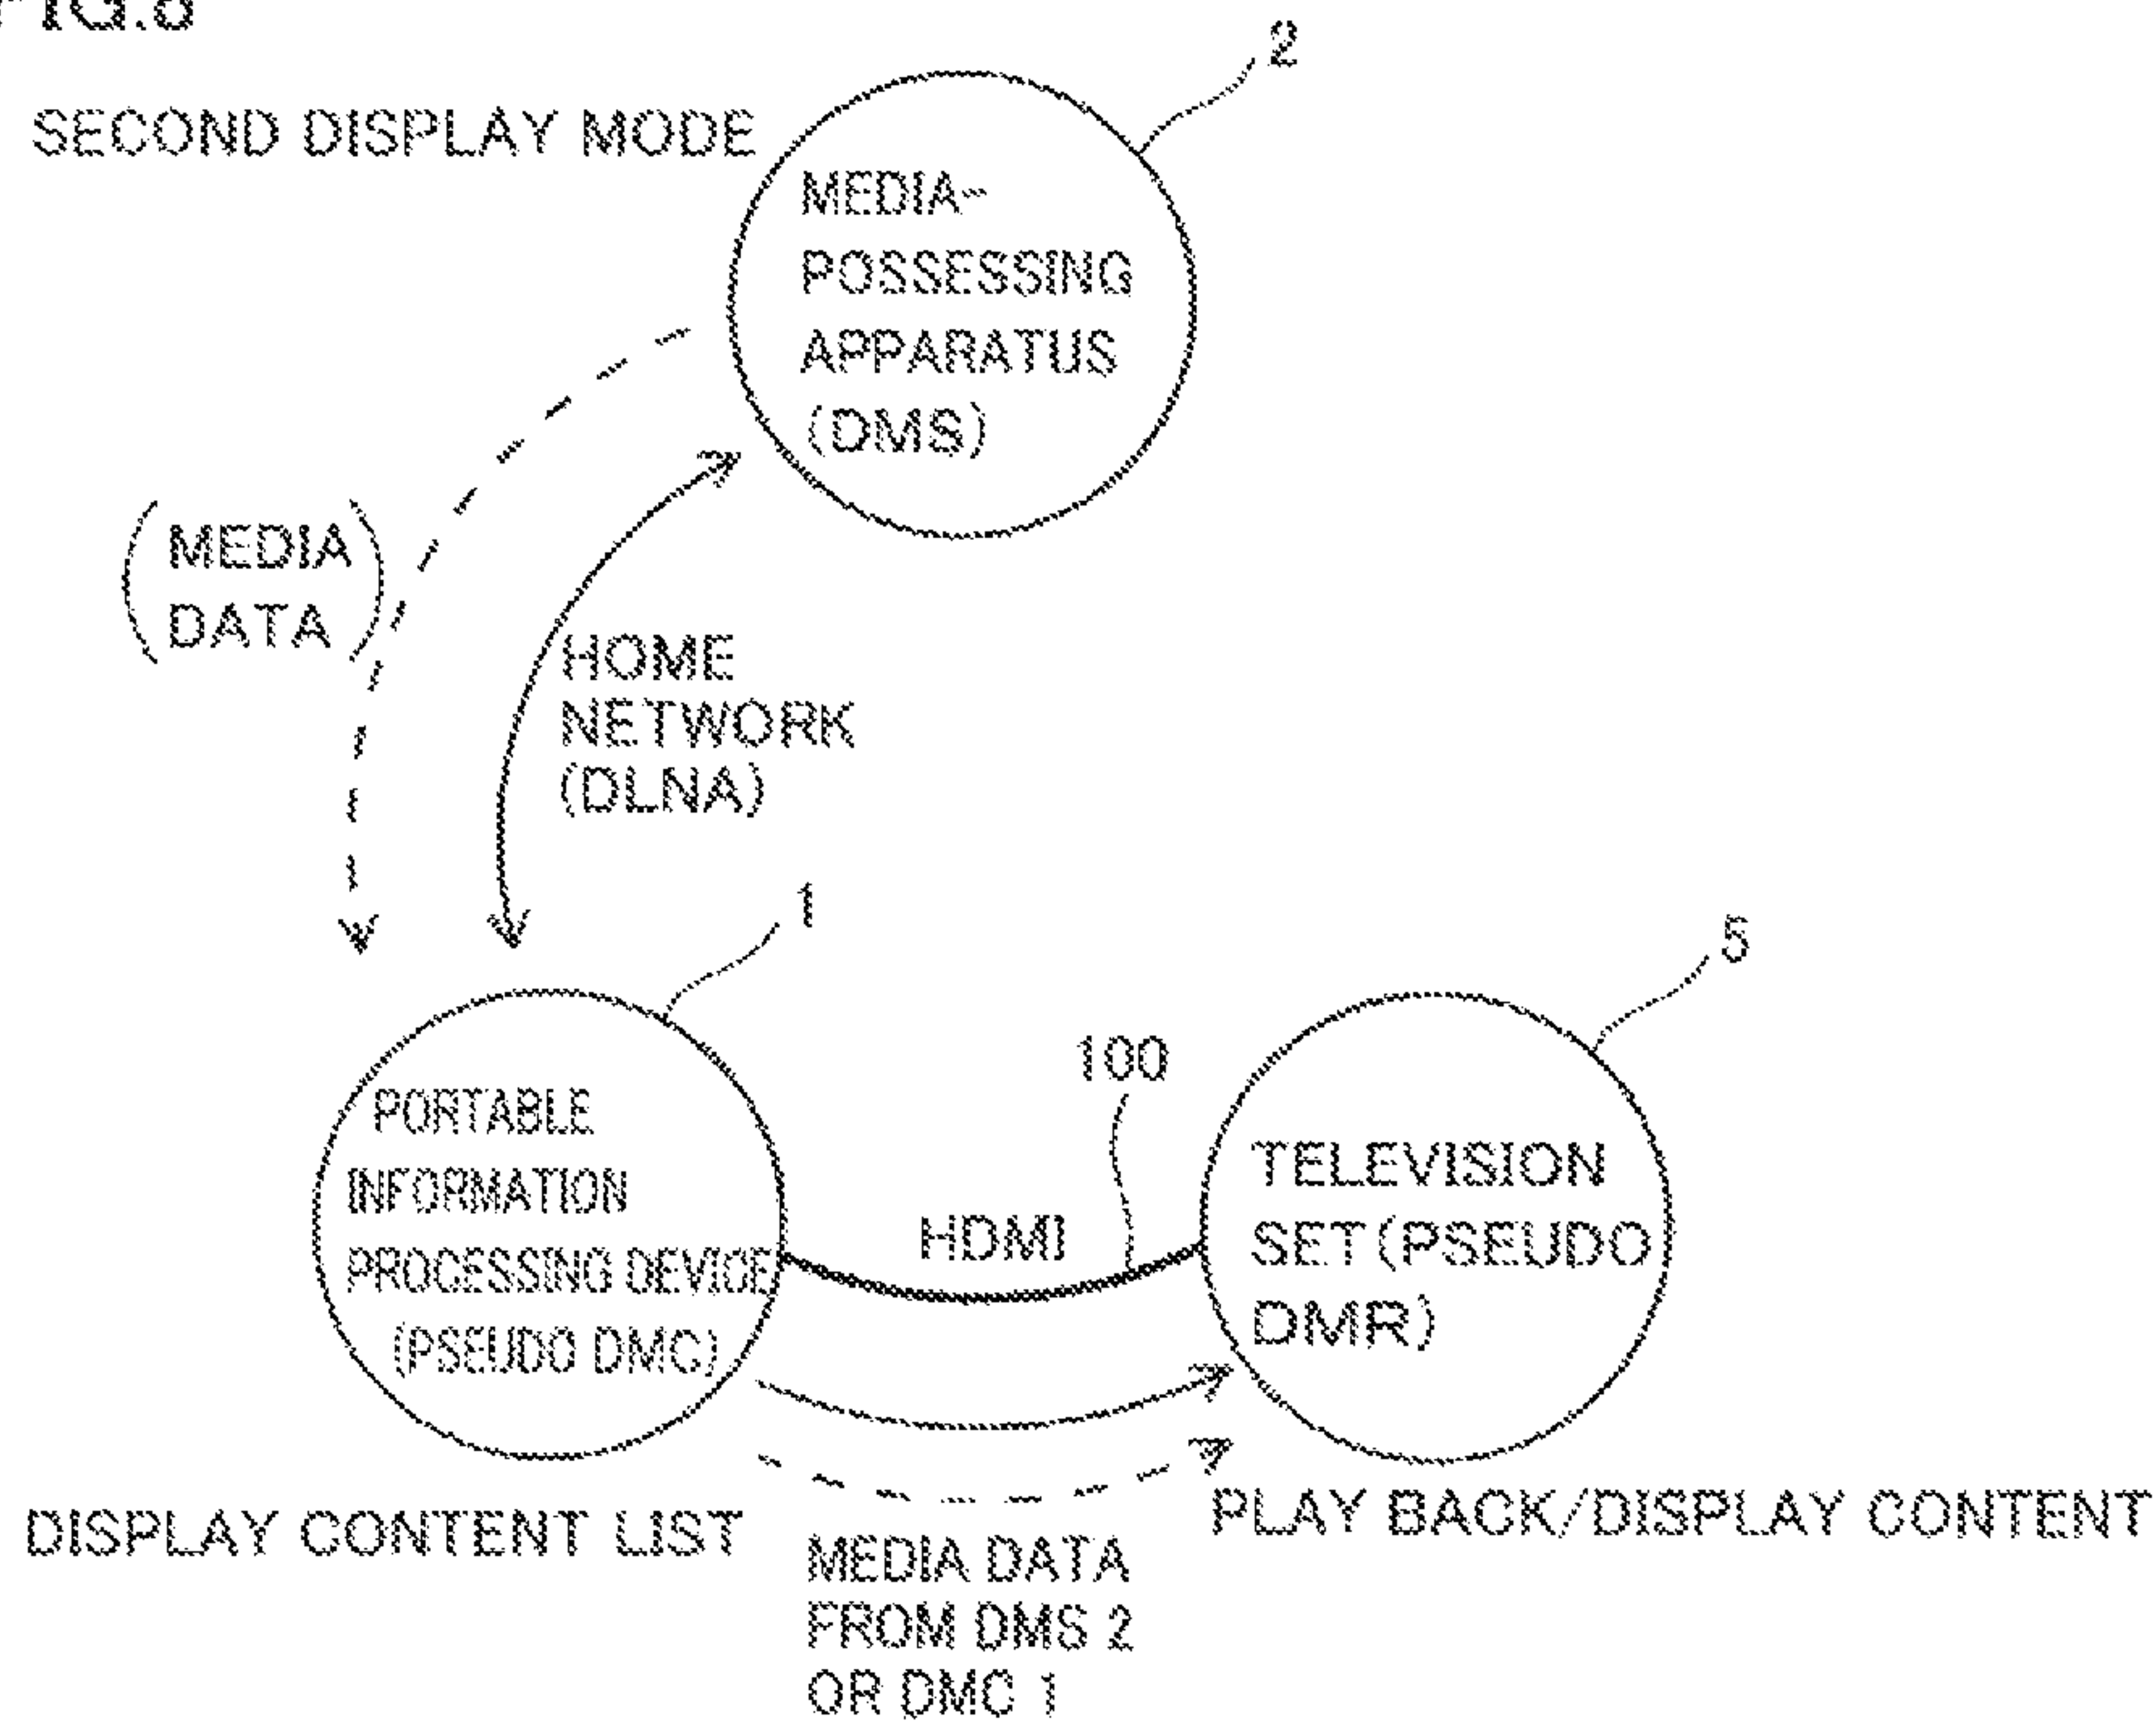 FIG.8
SECOND DISPLAY MODE
2
MEDIA-
POSSESSING
APPARATUS
(DMS)
(MEDIA
DATA)
HOME
NETWORK
(DLNA)
1
5
100
PORTABLE
INFORMATION
PROCESSING DEVICE
(PSEUDO DMC)
HDMI
TELEVISION
SET(PSEUDO
DMR)
DISPLAY CONTENT LIST
PLAY BACK/DISPLAY CONTENT
MEDIA DATA
FROM DMS 2
OR DMC 1